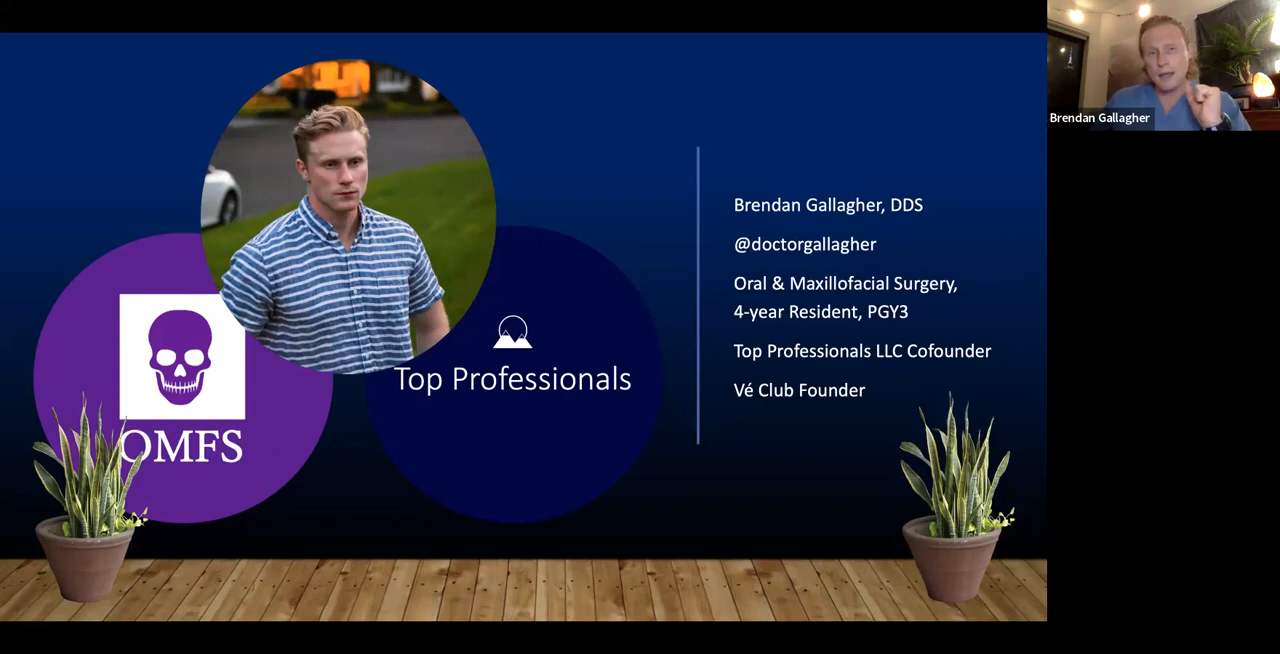 OMFS
Top Professionals
Brendan Gallagher, DDS
@doctorgallagher
Oral & Maxillofacial Surgery,
4-year Resident, PGY3
Top Professionals LLC Cofounder
Vé Club Founder
Brendan Gallagher